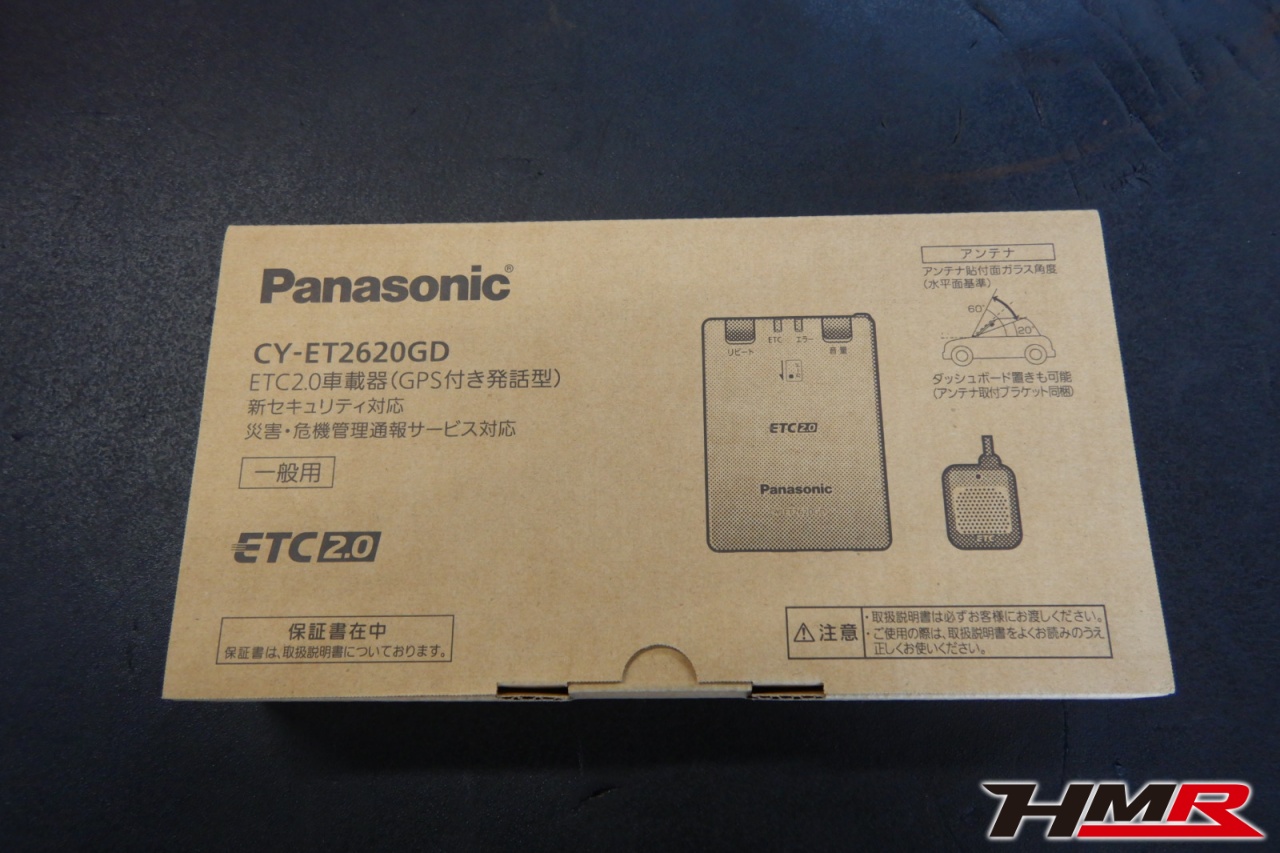 Panasonic®
CY-ET2620GD
ETC2.0車載器(GPS付き発話型)
新セキュリティ対応
災害・危機管理通報サービス対応
一般用
ETC2.0
保証書在中
保証書は、取扱説明書についております。
リピート
ETC
エラー
音量
ETC2.0
Panasonic
アンテナ
アンテナ貼付面ガラス角度
(水平面基準)
60°
20°
ダッシュボード置きも可能
(アンテナ取付ブラケット同梱)
ETC
注意
・取扱説明書は必ずお客様にお渡しください。
・ご使用の際は、取扱説明書をよくお読みのうえ
正しくお使いください。
HMR